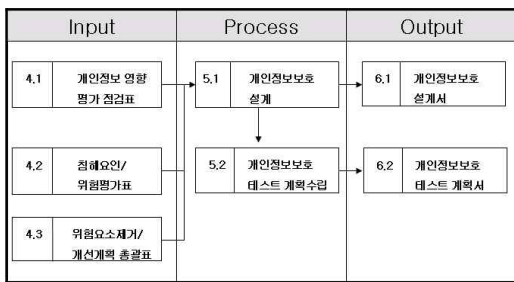 Input Process Output
4.1 개인정보 영향 5.1 개인정보보호 6.1 개인정보보호
평가 점검표 설계 설계서
4.2 침해요인/ 5.2 개인정보보호 6.2 개인정보보호
위험평가표 테스트 계획수립 테스트 계획서
4.3 위험요소제거/
개선계획 총괄표